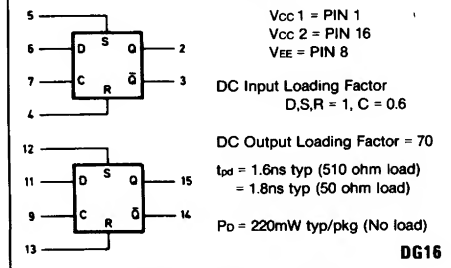 5
S
6 D Q 2
7 C Q̄ 3
R
4
12
S
11 D Q 15
9 C Q̄ 14
R
13
Vcc 1 = PIN 1
Vcc 2 = PIN 16
VEE = PIN 8
DC Input Loading Factor
D,S,R = 1, C = 0.6
DC Output Loading Factor = 70
tpd = 1.6ns typ (510 ohm load)
= 1.8ns typ (50 ohm load)
PD = 220mW typ/pkg (No load)
DG16